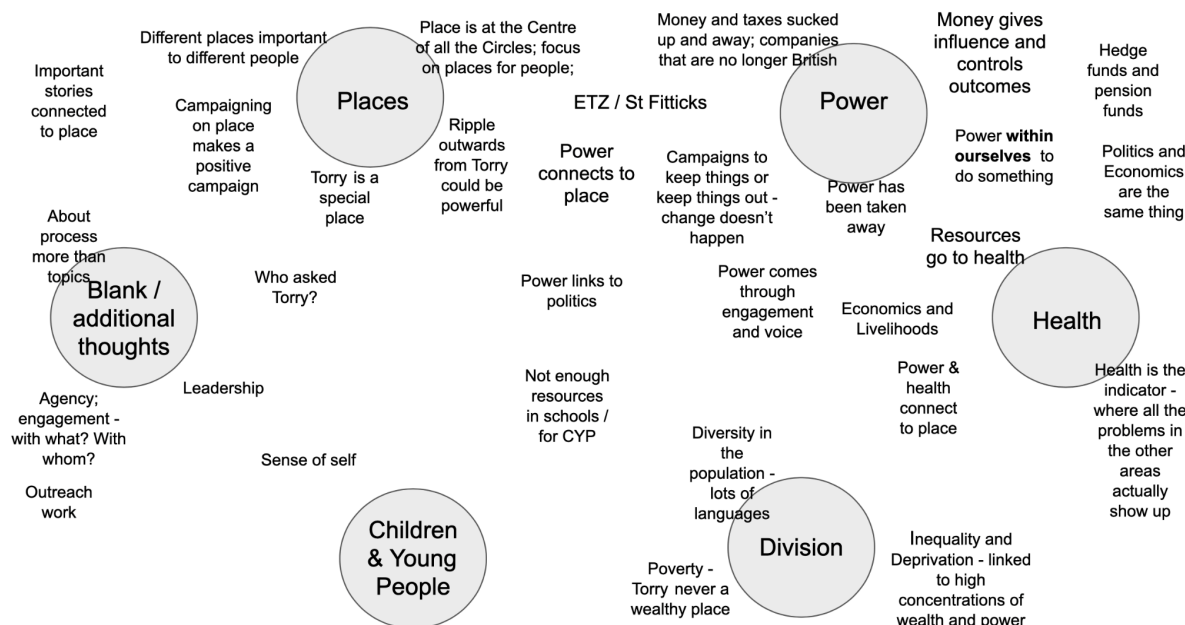 Different places important
to different people
Place is at the Centre
of all the Circles; focus
on places for people;
Money and taxes sucked
up and away; companies
that are no longer British
Money gives
influence and
controls
outcomes
Hedge
funds and
pension
funds
Important
stories
connected
to place
Campaigning
on place
makes a
positive
campaign
Places
Torry is a
special
place
Ripple
outwards
from Torry
could be
powerful
ETZ / St Fitticks
Power
connects to
place
Campaigns to
keep things or
keep things out -
change doesn't
happen
Power
Power has
been taken
away
Power within
ourselves to
do something
Politics and
Economics
are the
same thing
About
process
more than
topics
Blank /
additional
thoughts
Who asked
Torry?
Power links to
politics
Power comes
through
engagement
and voice
Resources
go to health
Economics and
Livelihoods
Health
Power &
health
connect
to place
Health is the
indicator -
where all the
problems in
the other
areas
actually
show up
Leadership
Agency;
engagement -
with what? With
whom?
Outreach
work
Sense of self
Not enough
resources
in schools /
for CYP
Children
& Young
People
Diversity in
the
population -
lots of
languages
Division
Poverty -
Torry never a
wealthy place
Inequality and
Deprivation - linked
to high
concentrations of
wealth and power